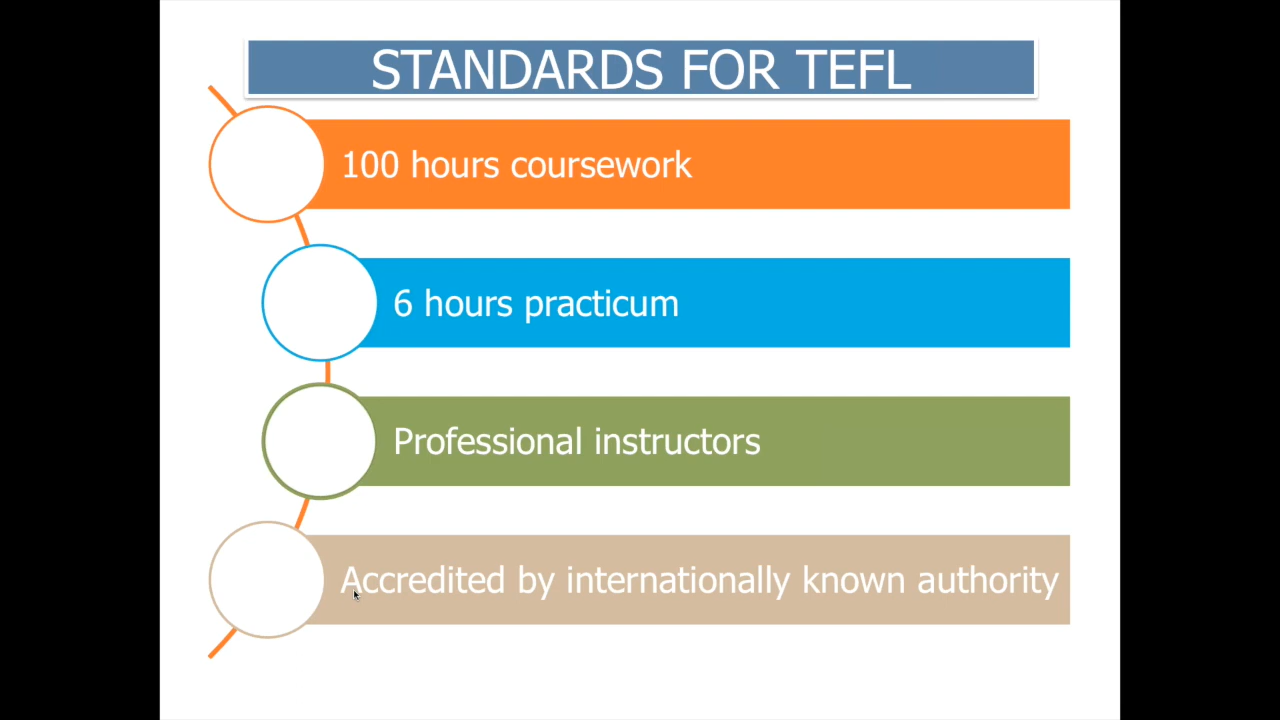 STANDARDS FOR TEFL
100 hours coursework
6 hours practicum
Professional instructors
Accredited by internationally known authority